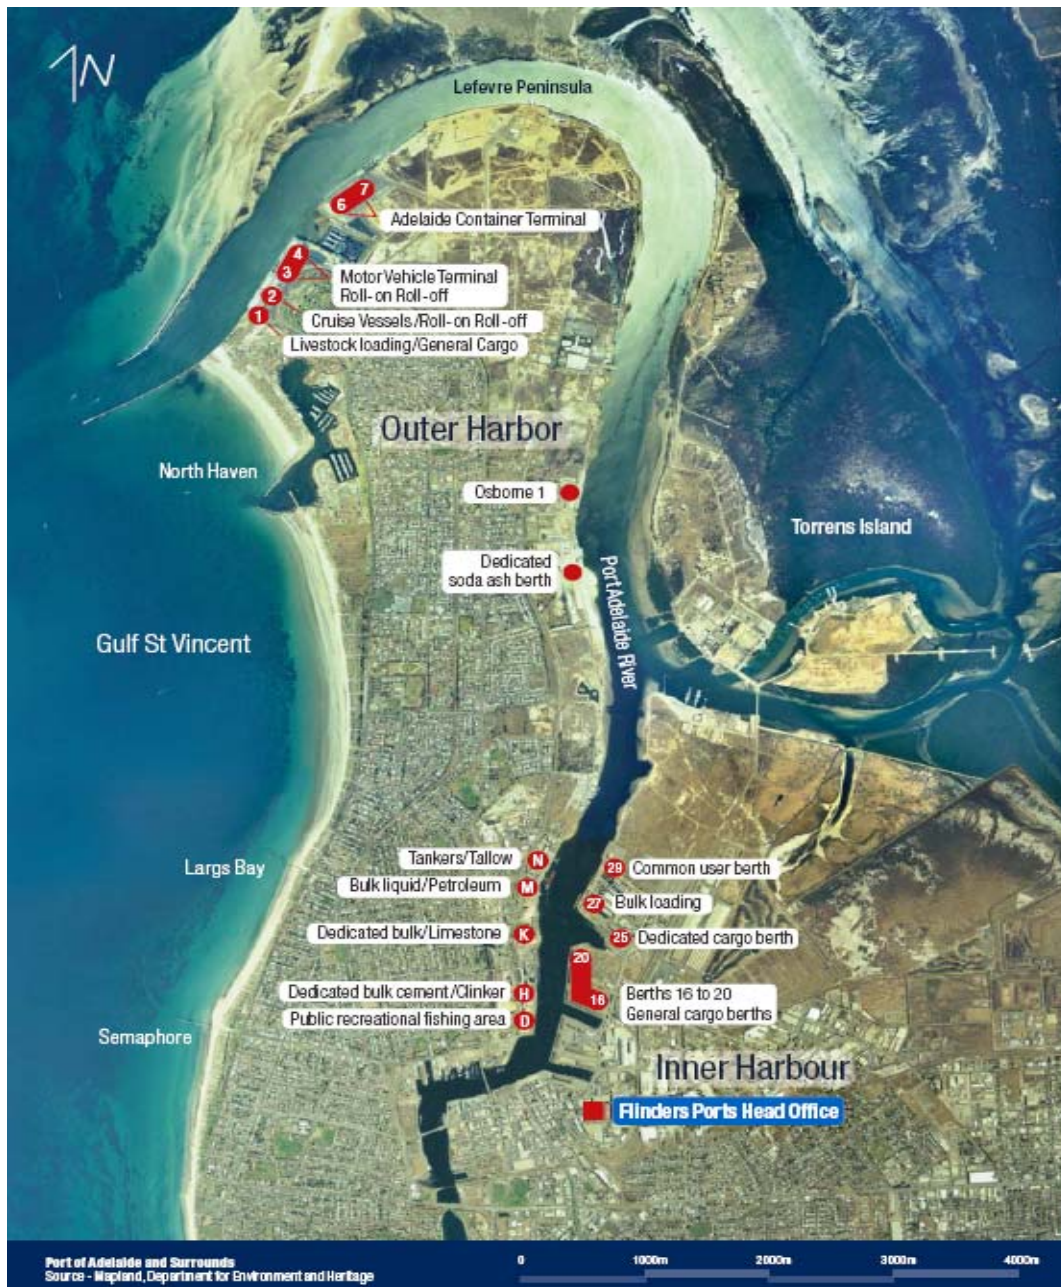 N
Lefevre Peninsula
7
6
Adelaide Container Terminal
4
3
Motor Vehicle Terminal
Roll-on Roll-off
2
Cruise Vessels/Roll-on Roll-off
1
Livestock loading/General Cargo
Outer Harbor
North Haven
Osborne 1
Torrens Island
Dedicated
soda ash berth
Port Adelaide River
Gulf St Vincent
Largs Bay
Tankers/Tallow
N
29
Common user berth
Bulk liquid/Petroleum
M
27
Bulk loading
Dedicated bulk/Limestone
K
25
Dedicated cargo berth
20
Dedicated bulk cement/Clinker
H
16
Berths 16 to 20
General cargo berths
Public recreational fishing area
D
Semaphore
Inner Harbour
Flinders Ports Head Office
Port of Adelaide and Surrounds
Source - Mapland, Department for Environment and Heritage
0 1000m 2000m 3000m 4000m